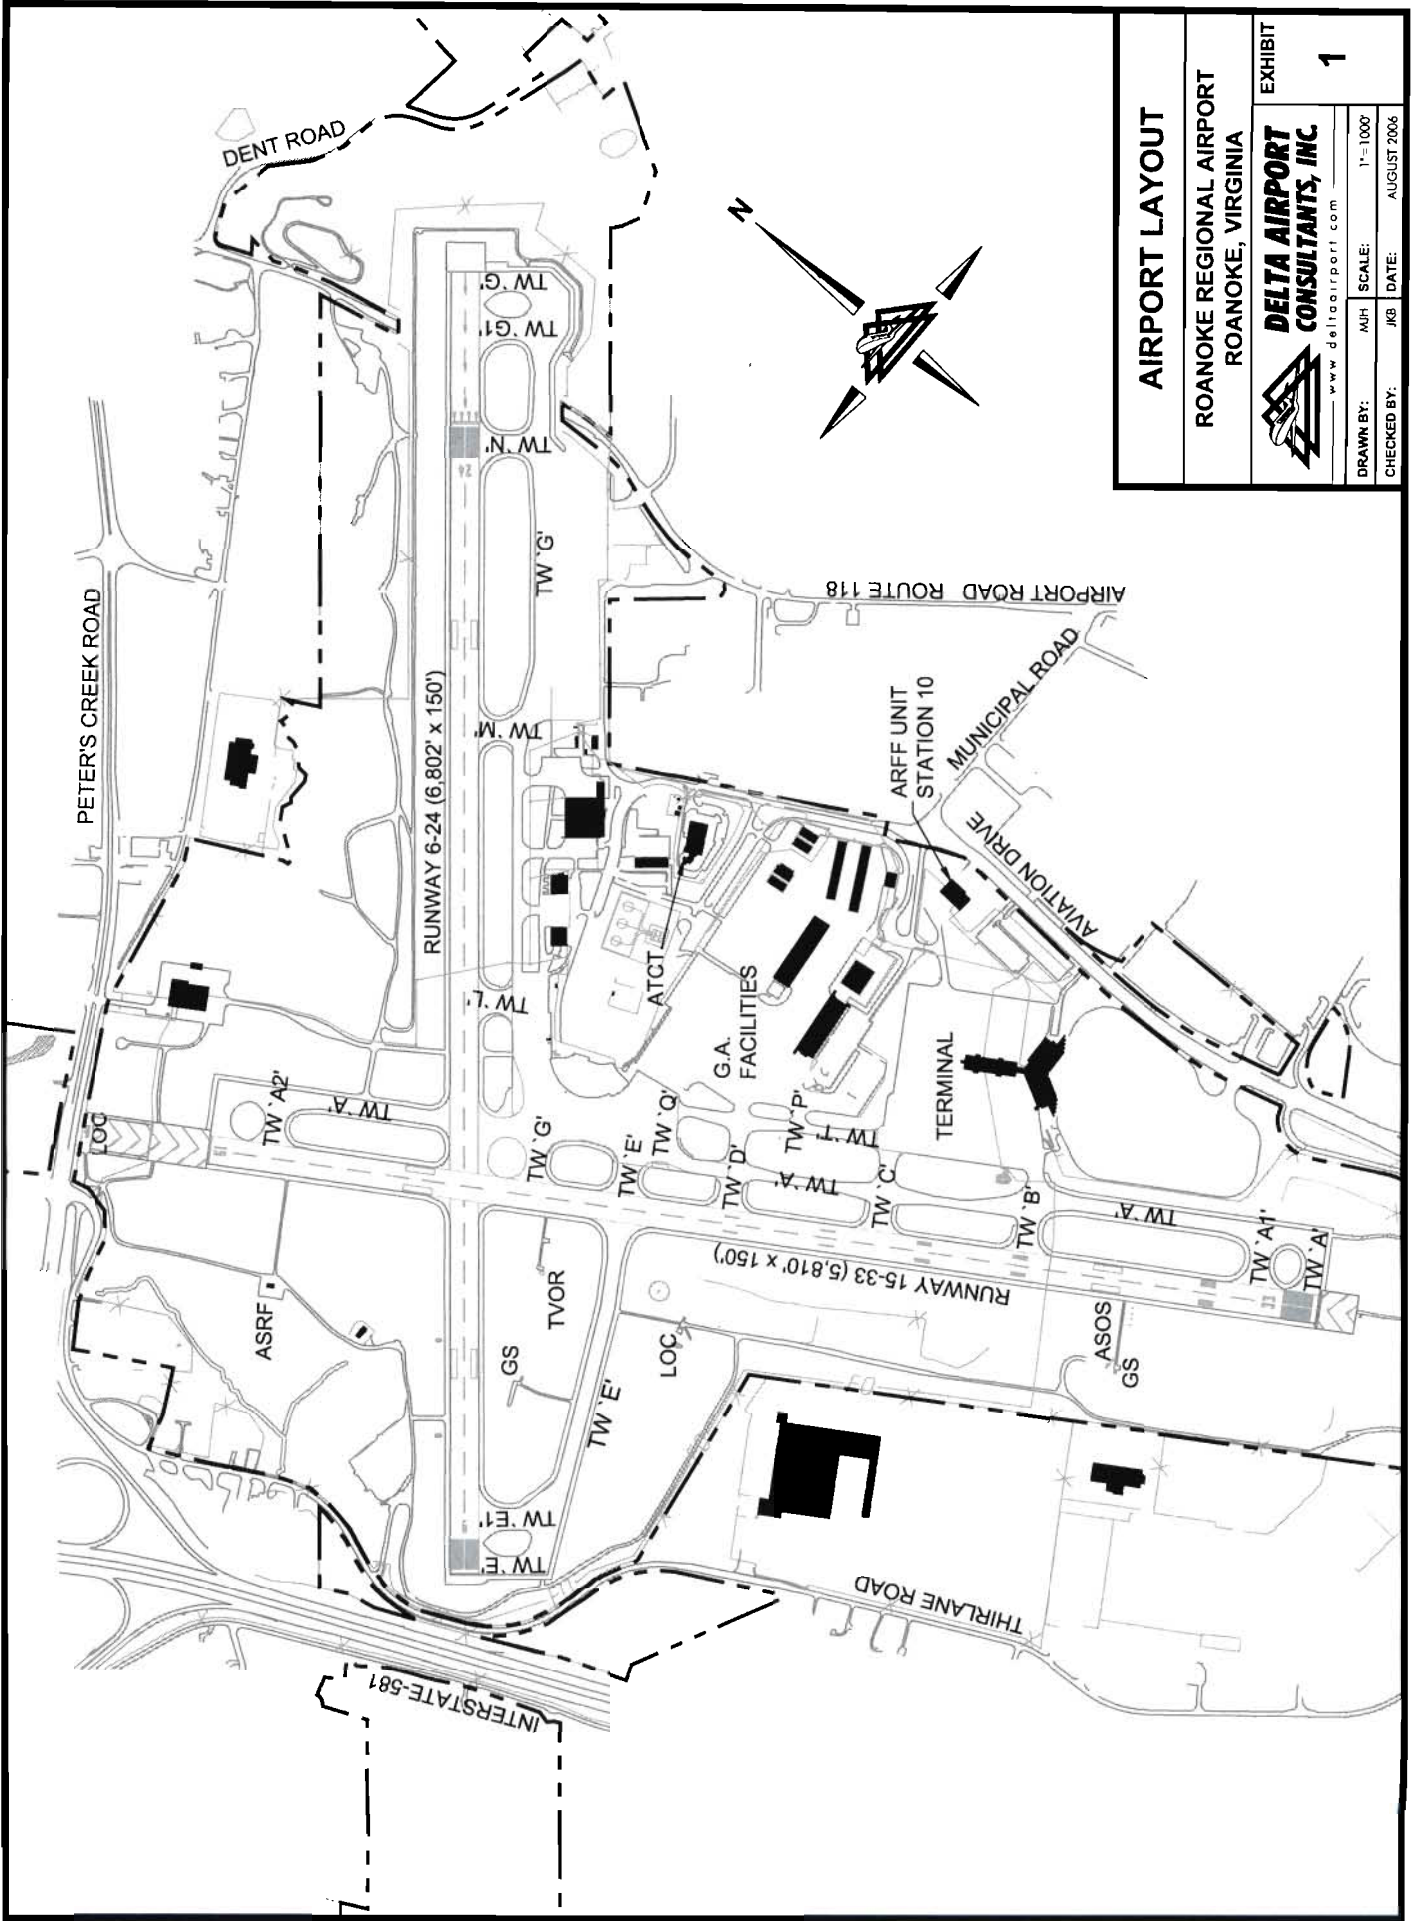 AIRPORT LAYOUT
ROANOKE REGIONAL AIRPORT
ROANOKE, VIRGINIA
DELTA AIRPORT
CONSULTANTS, INC.
www.deltaairport.com
EXHIBIT
1
DRAWN BY: MJH
SCALE: 1"=1000'
CHECKED BY: JKB
DATE: AUGUST 2006
N
DENT ROAD
PETER'S CREEK ROAD
TW `G'
TW `G1'
TW `N'
24
TW `G'
RUNWAY 6-24 (6,802' x 150')
TW `M'
TW `L'
AIRPORT ROAD ROUTE 118
MUNICIPAL ROAD
ARFF UNIT
STATION 10
AVIATION DRIVE
ATCT
G.A.
FACILITIES
TERMINAL
LOC
TW `A2'
TW `A'
15
TW `G'
TW `E'
TW `Q'
TW `D'
TW `P'
TW `T'
TW `A'
TW `C'
TW `B'
TW `A'
TW `A1'
TW `A'
33
RUNWAY 15-33 (5,810' x 150')
ASRF
TVOR
GS
LOC
ASOS
GS
TW `E'
TW `E1'
TW `E'
6
THIRLANE ROAD
INTERSTATE-581